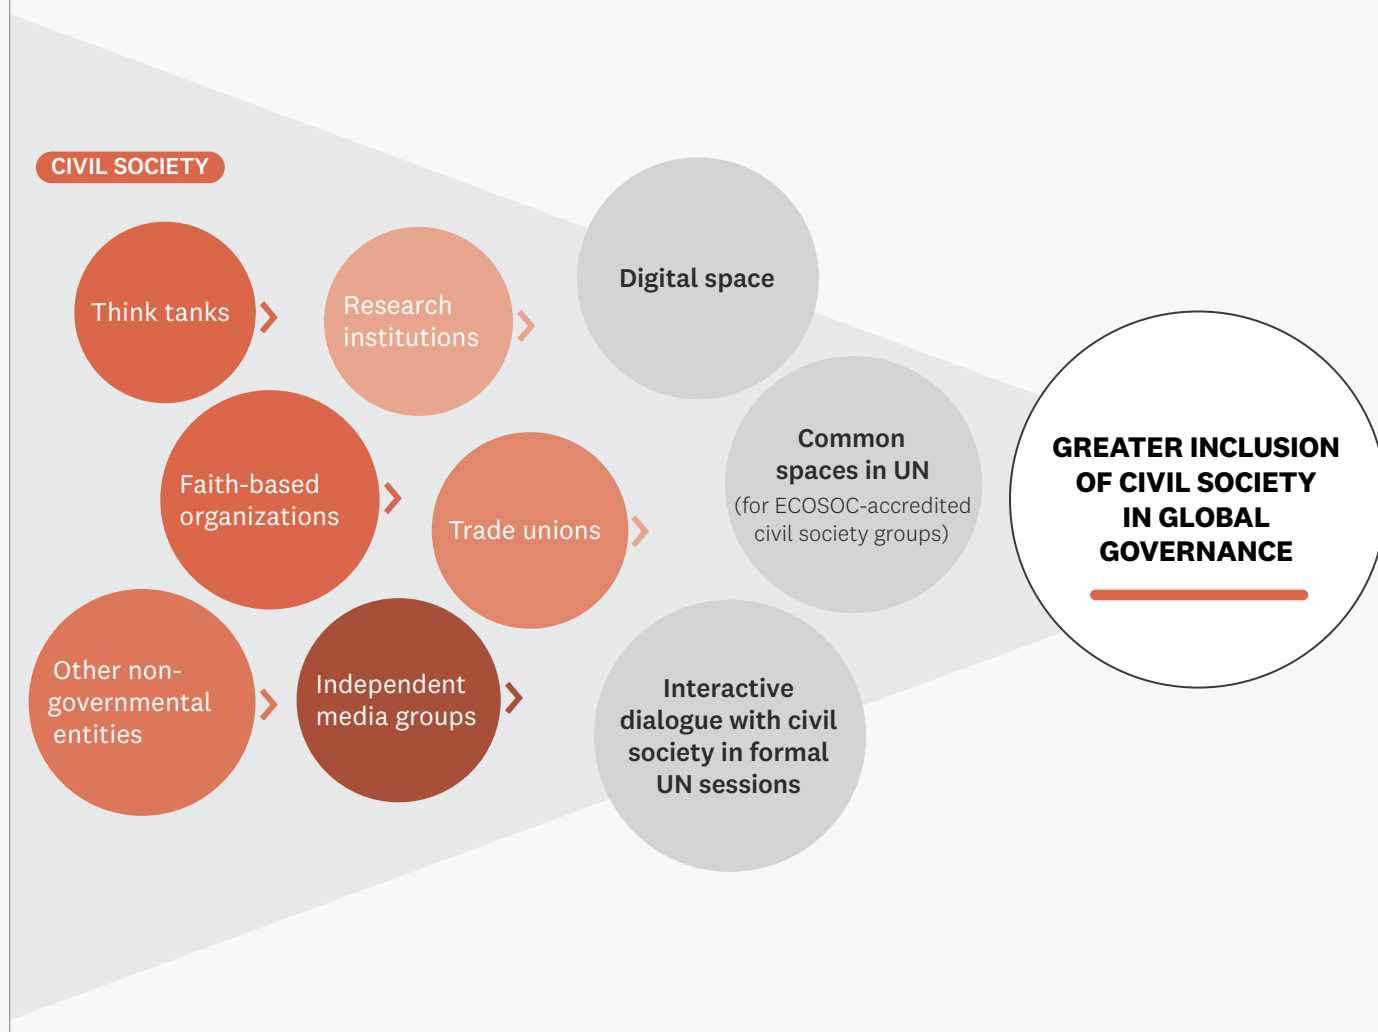 CIVIL SOCIETY
Think tanks
Research
institutions
Faith-based
organizations
Trade unions
Other non-
governmental
entities
Independent
media groups
Digital space
Common
spaces in UN
(for ECOSOC-accredited
civil society groups)
Interactive
dialogue with civil
society in formal
UN sessions
GREATER INCLUSION
OF CIVIL SOCIETY
IN GLOBAL
GOVERNANCE